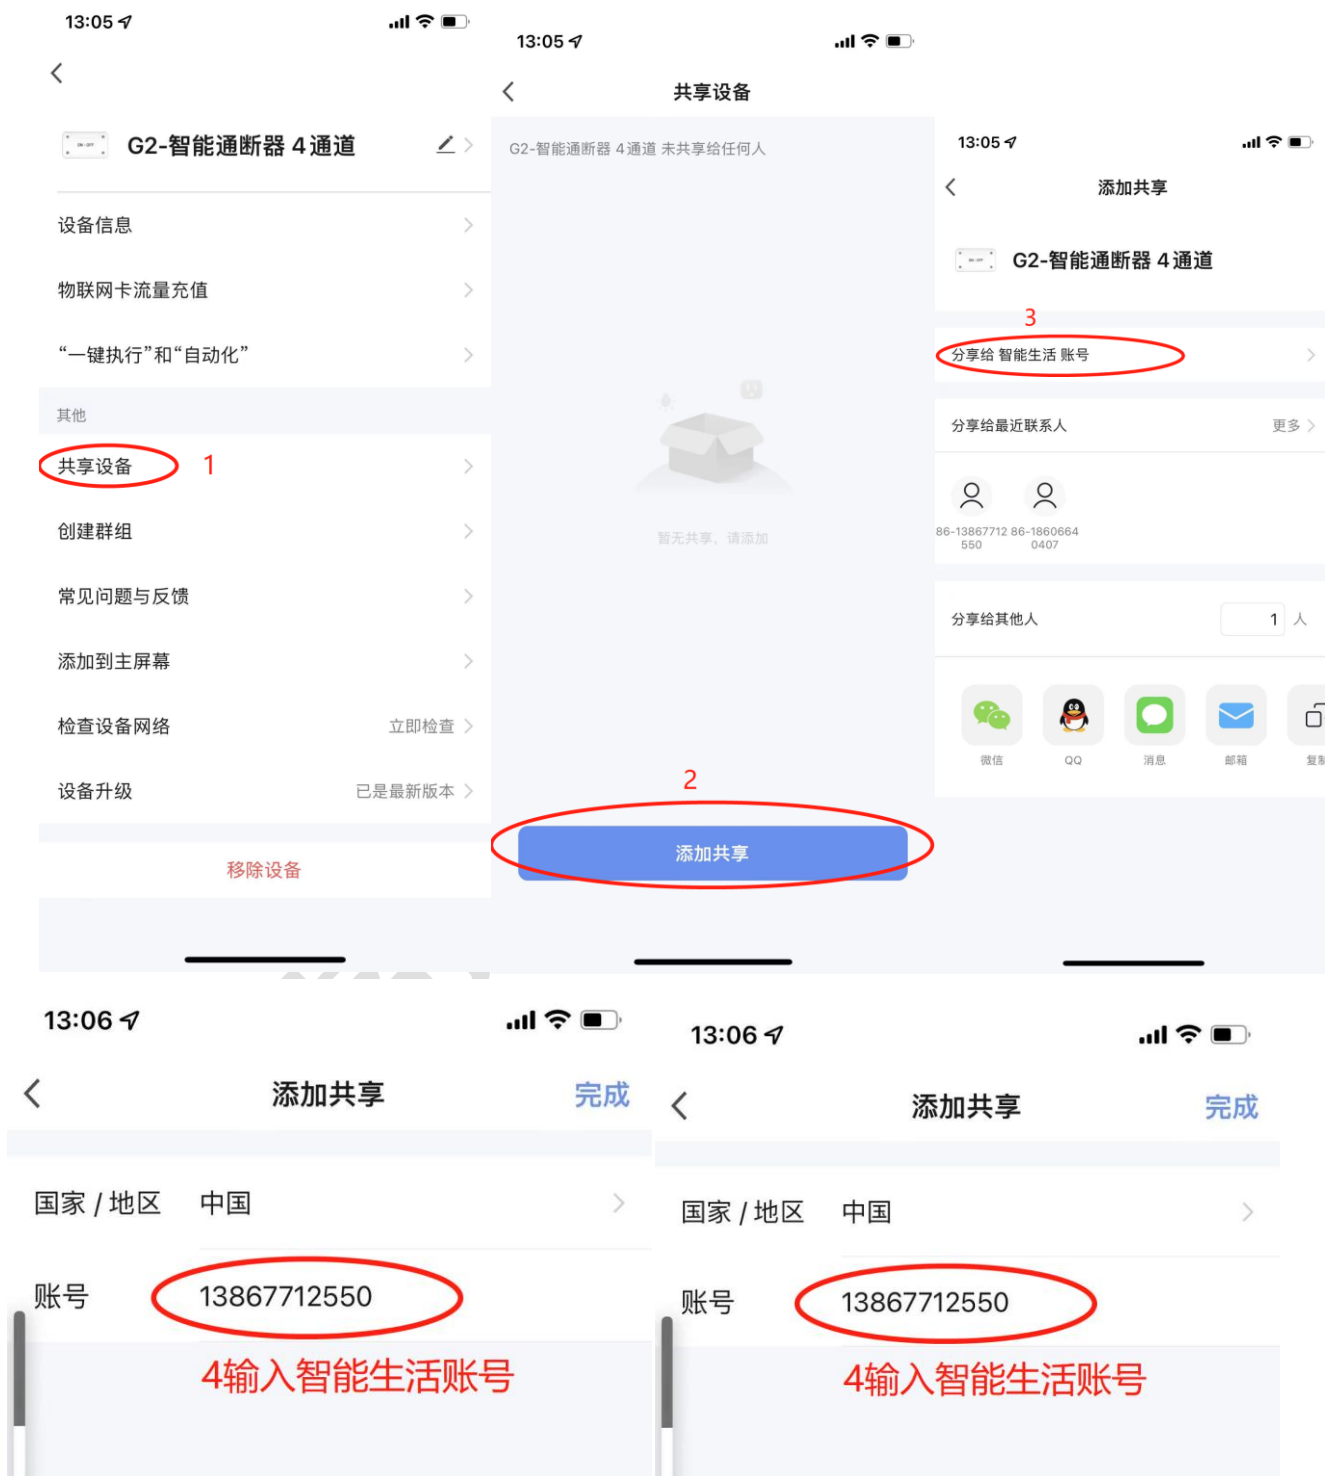 13:05
G2-智能通断器 4通道
设备信息
物联网卡流量充值
“一键执行”和“自动化”
其他
共享设备 1
创建群组
常见问题与反馈
添加到主屏幕
检查设备网络 立即检查
设备升级 已是最新版本
移除设备
13:05
共享设备
G2-智能通断器 4通道 未共享给任何人
暂无共享，请添加
2
添加共享
13:05
添加共享
G2-智能通断器 4通道
3
分享给 智能生活 账号
分享给最近联系人 更多
86-13867712 86-1860664
550 0407
分享给其他人 1 人
微信 QQ 消息 邮箱
13:06
添加共享 完成
国家 / 地区 中国
账号 13867712550
4输入智能生活账号
13:06
添加共享 完成
国家 / 地区 中国
账号 13867712550
4输入智能生活账号